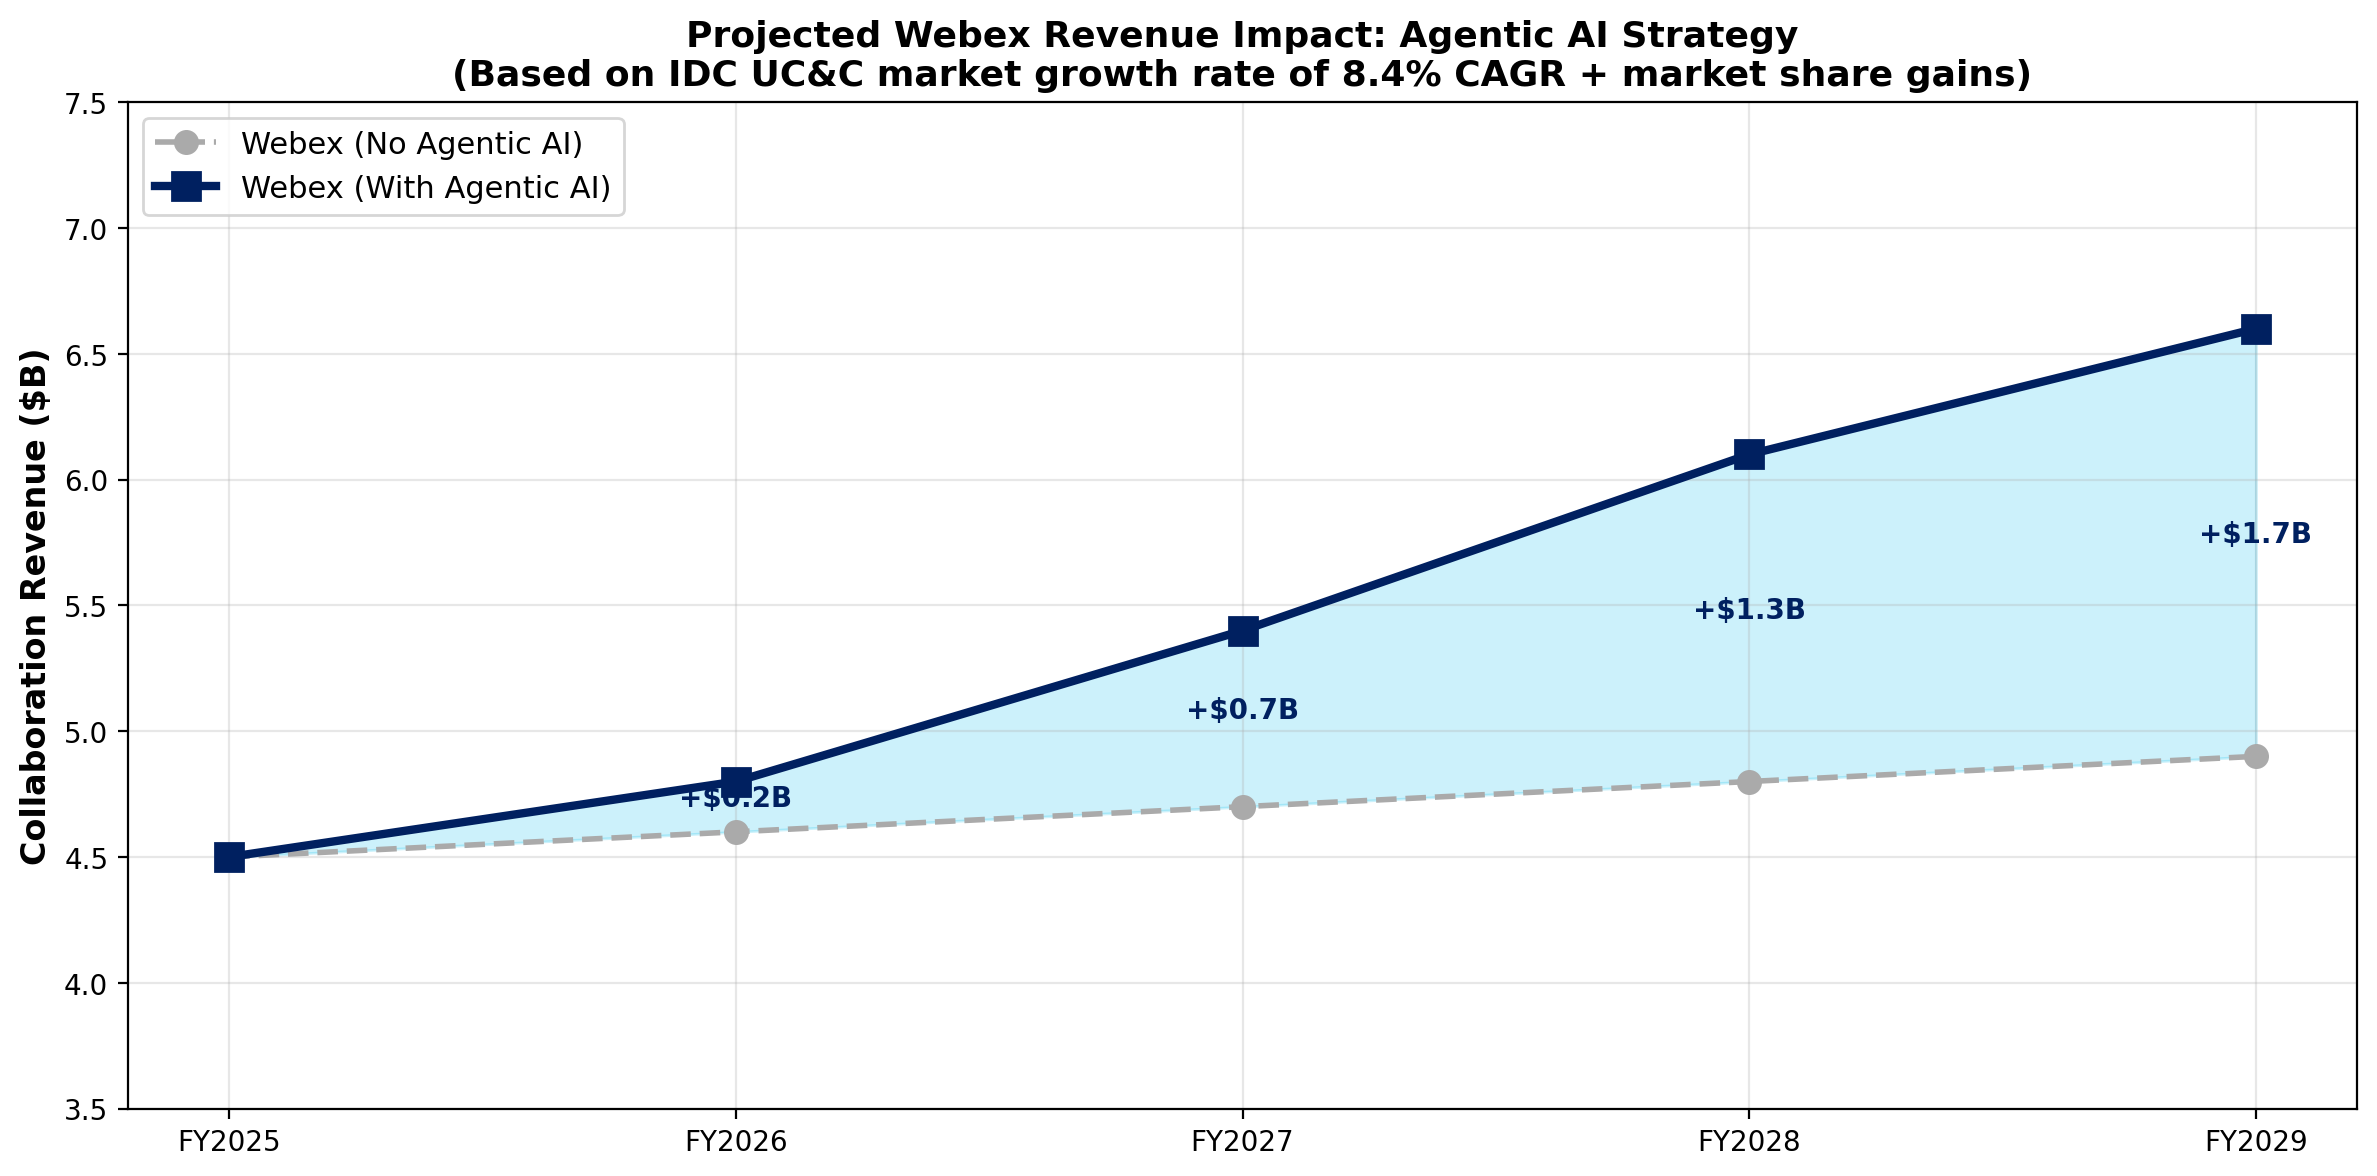 Projected Webex Revenue Impact: Agentic AI Strategy
(Based on IDC UC&C market growth rate of 8.4% CAGR + market share gains)
Webex (No Agentic AI)
Webex (With Agentic AI)
Collaboration Revenue ($B)
7.5
7.0
6.5
6.0
5.5
5.0
4.5
4.0
3.5
+$0.2B
+$0.7B
+$1.3B
+$1.7B
FY2025
FY2026
FY2027
FY2028
FY2029